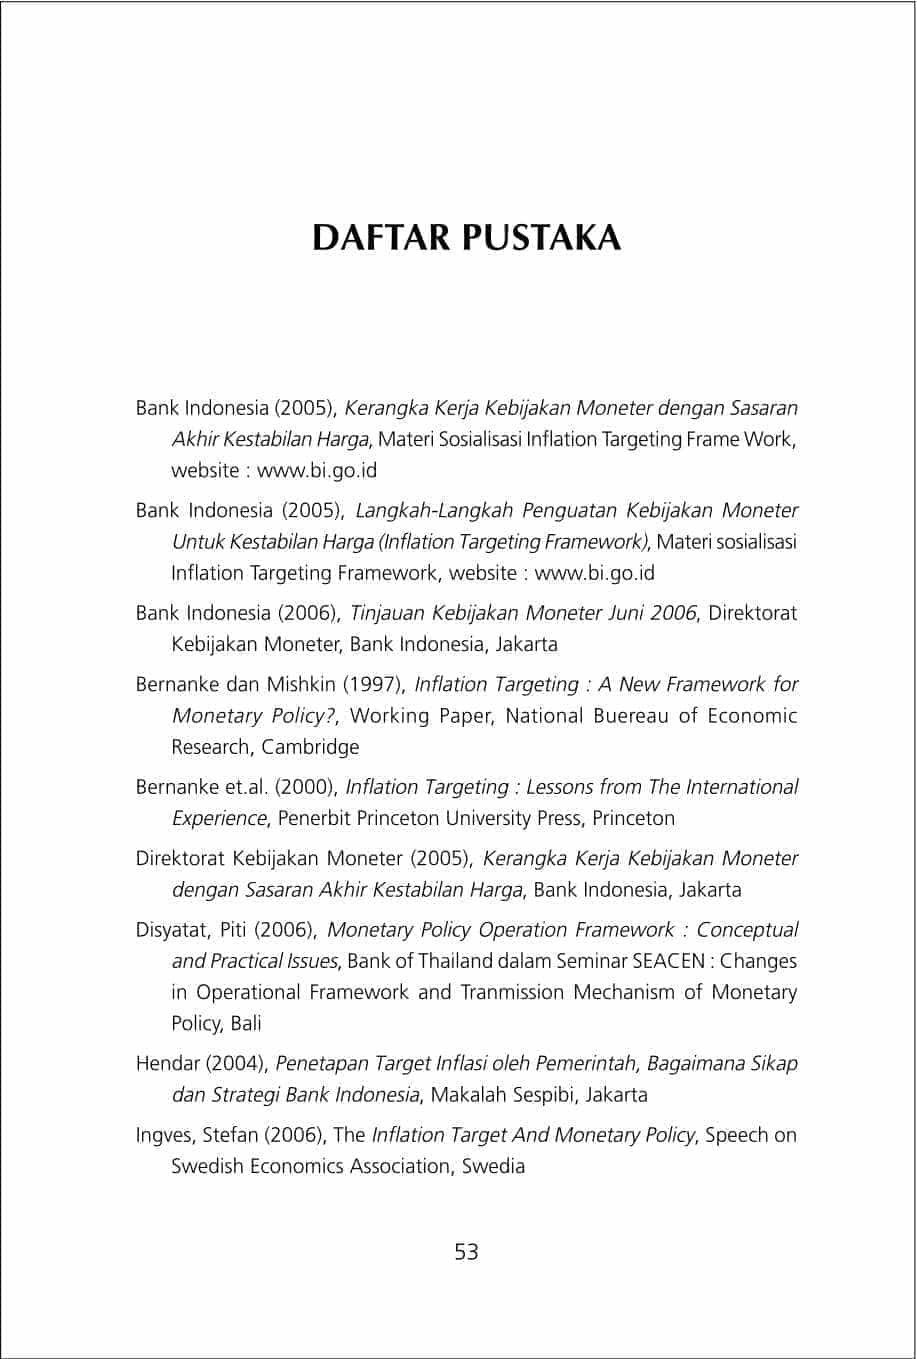 DAFTAR PUSTAKA
Bank Indonesia (2005), Kerangka Kerja Kebijakan Moneter dengan Sasaran
Akhir Kestabilan Harga, Materi Sosialisasi Inflation Targeting Frame Work,
website : www.bi.go.id
Bank Indonesia (2005), Langkah-Langkah Penguatan Kebijakan Moneter
Untuk Kestabilan Harga (Inflation Targeting Framework), Materi sosialisasi
Inflation Targeting Framework, website : www.bi.go.id
Bank Indonesia (2006), Tinjauan Kebijakan Moneter Juni 2006, Direktorat
Kebijakan Moneter, Bank Indonesia, Jakarta
Bernanke dan Mishkin (1997), Inflation Targeting : A New Framework for
Monetary Policy?, Working Paper, National Buereau of Economic
Research, Cambridge
Bernanke et.al. (2000), Inflation Targeting : Lessons from The International
Experience, Penerbit Princeton University Press, Princeton
Direktorat Kebijakan Moneter (2005), Kerangka Kerja Kebijakan Moneter
dengan Sasaran Akhir Kestabilan Harga, Bank Indonesia, Jakarta
Disyatat, Piti (2006), Monetary Policy Operation Framework : Conceptual
and Practical Issues, Bank of Thailand dalam Seminar SEACEN : Changes
in Operational Framework and Tranmission Mechanism of Monetary
Policy, Bali
Hendar (2004), Penetapan Target Inflasi oleh Pemerintah, Bagaimana Sikap
dan Strategi Bank Indonesia, Makalah Sespibi, Jakarta
Ingves, Stefan (2006), The Inflation Target And Monetary Policy, Speech on
Swedish Economics Association, Swedia
53